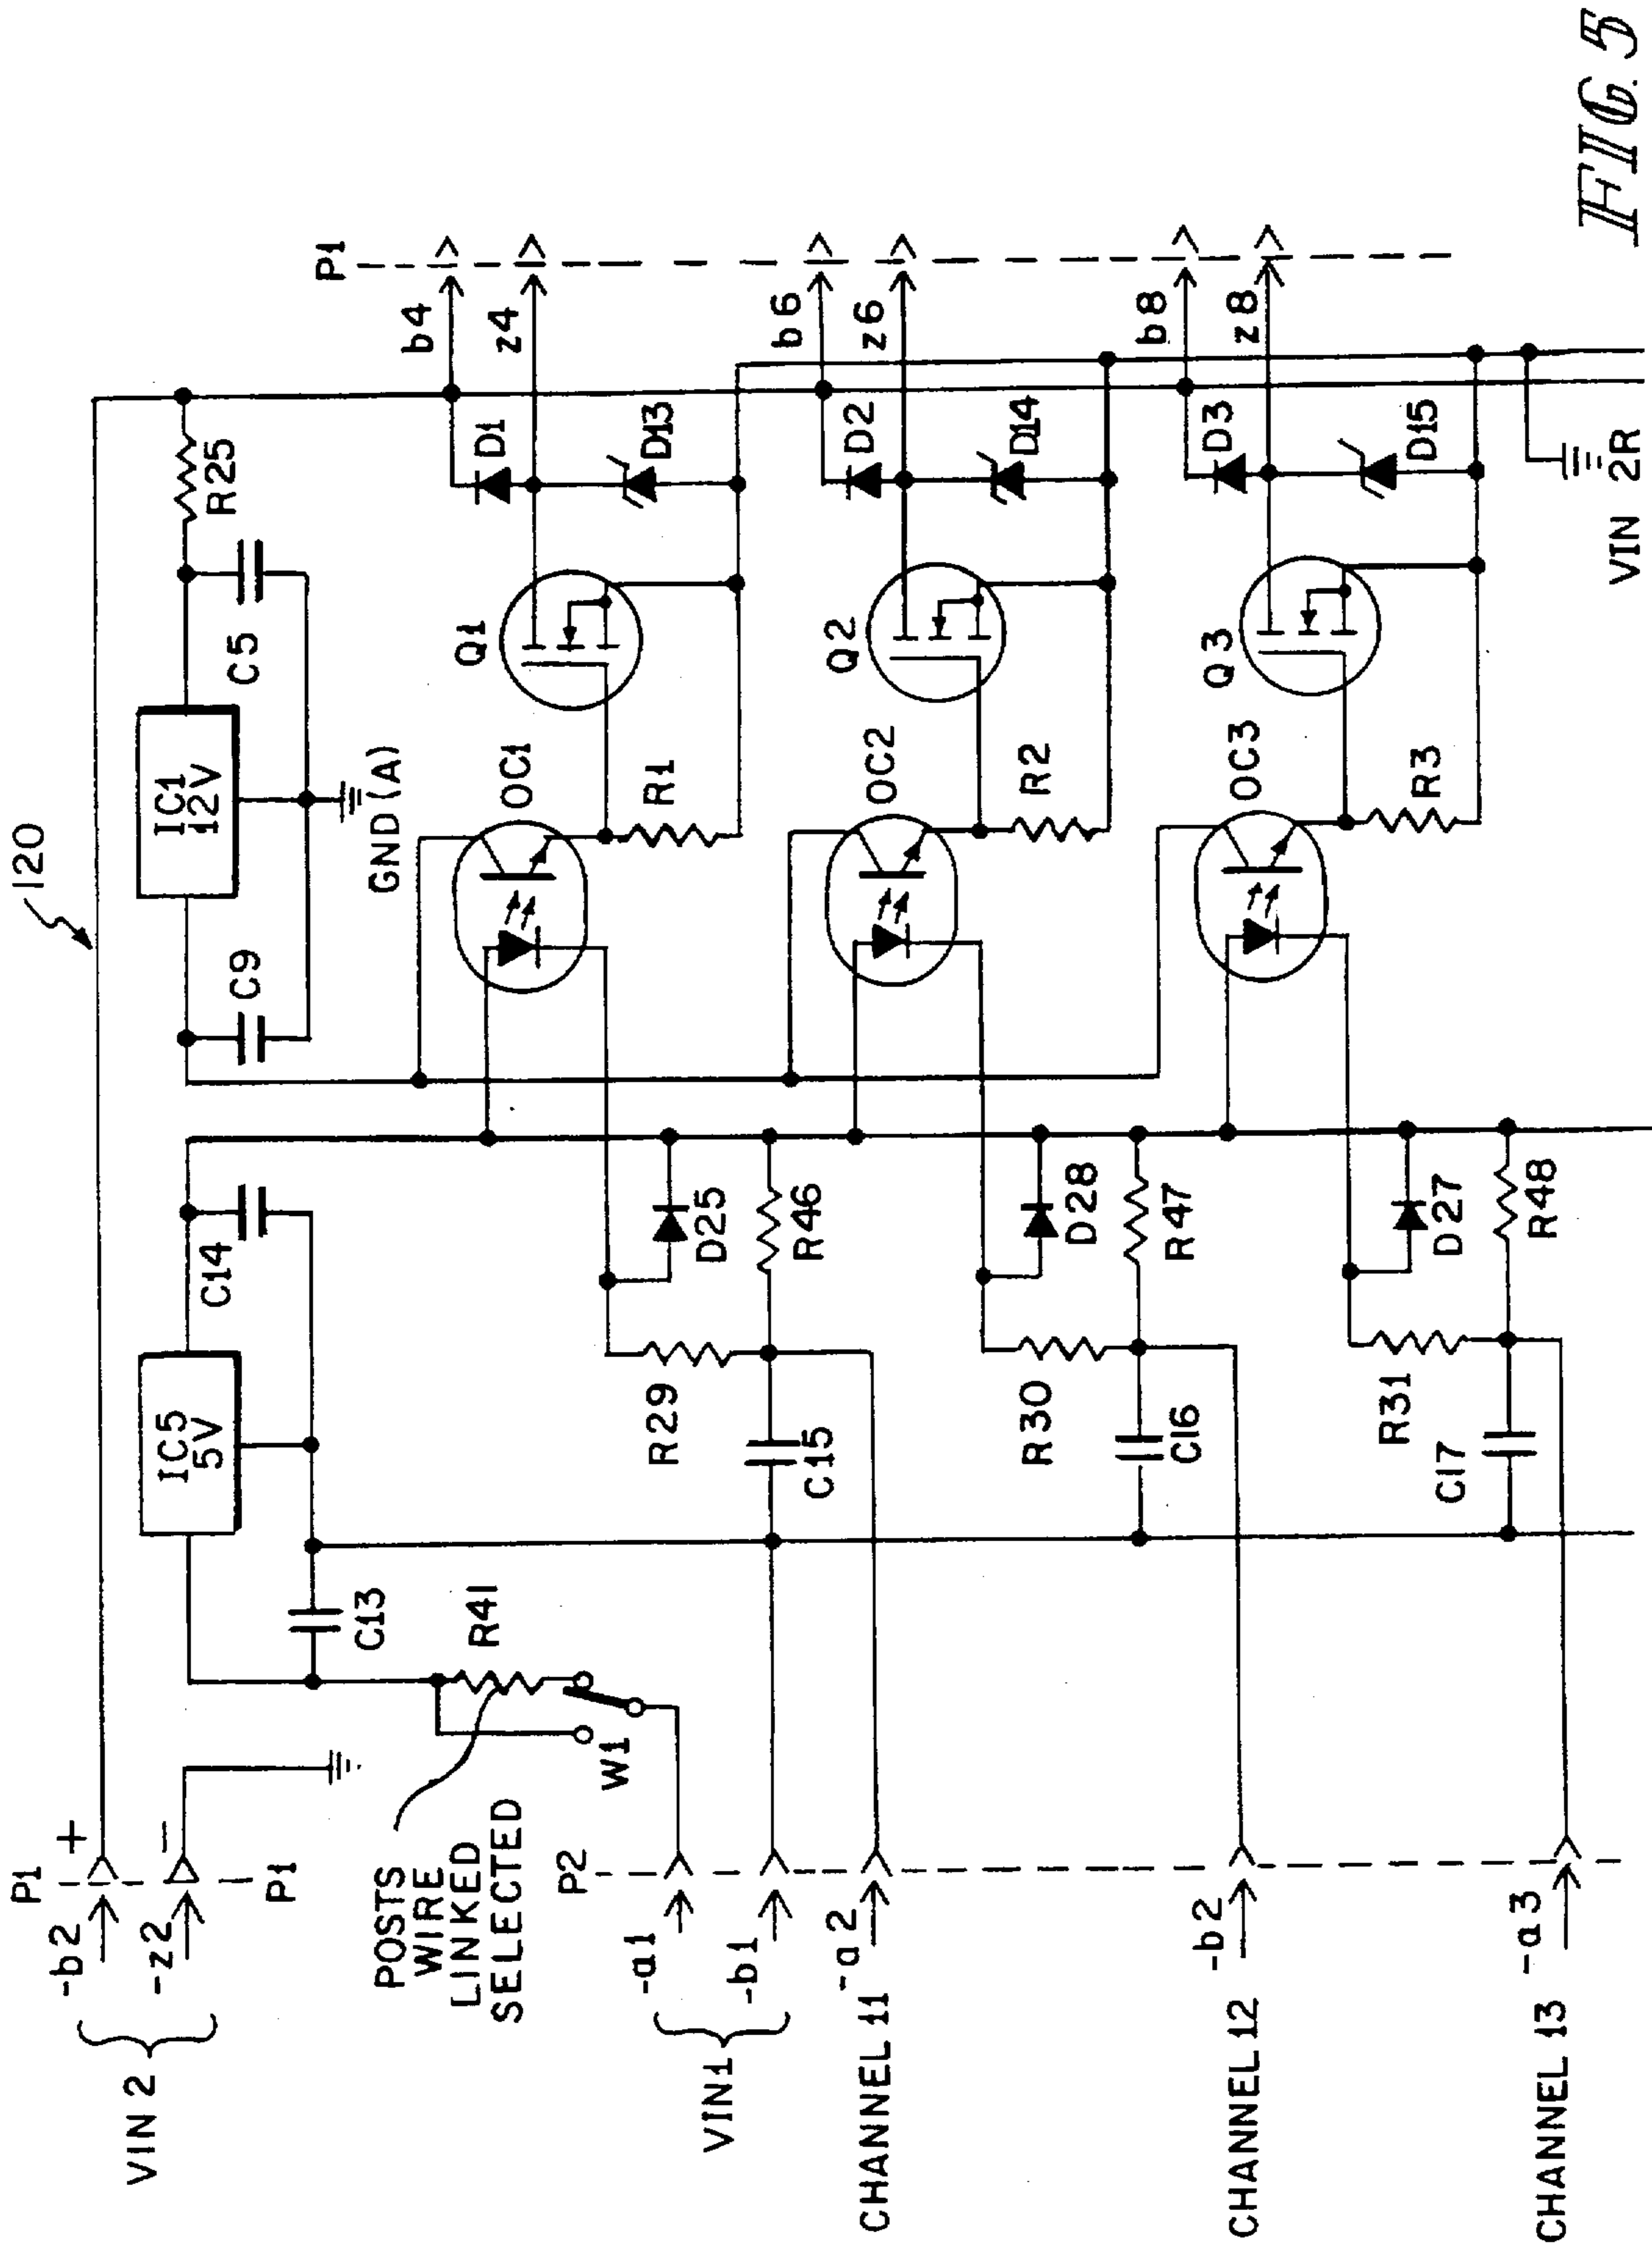 120
P1
+
-b2
-z2
−
P1
VIN 2
IC5
5V
C14
C13
IC1
12V
C9
C5
GND(A)
R25
P1
b4
z4
D1
D13
Q1
OC1
R1
R41
W1
POSTS
WIRE
LINKED
SELECTED
P2
-a1
-b1
VIN1
D25
R46
R29
C15
-a2
CHANNEL 11
b6
z6
D2
D14
Q2
OC2
R2
D28
R47
R30
C16
-b2
CHANNEL 12
b8
z8
D3
D15
Q3
OC3
R3
D27
R48
R31
C17
-a3
CHANNEL 13
VIN 2R
FIG. 5